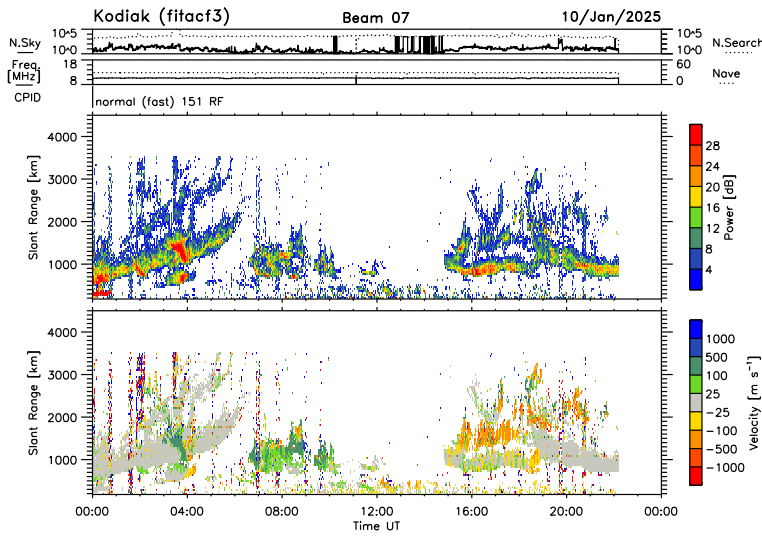 Kodiak (fitacf3) Beam 07 10/Jan/2025
N.Sky 10±5 10±0 10±5 10±0 N.Search
Freq. [MHz] 18 8 60 0 Nave
CPID normal (fast) 151 RF
Slant Range [km] 4000 3000 2000 1000
Power [dB] 28 24 20 16 12 8 4
Slant Range [km] 4000 3000 2000 1000
Velocity [m s⁻¹] 1000 500 100 25 −25 −100 −500 −1000
00:00 04:00 08:00 12:00 16:00 20:00 00:00
Time UT